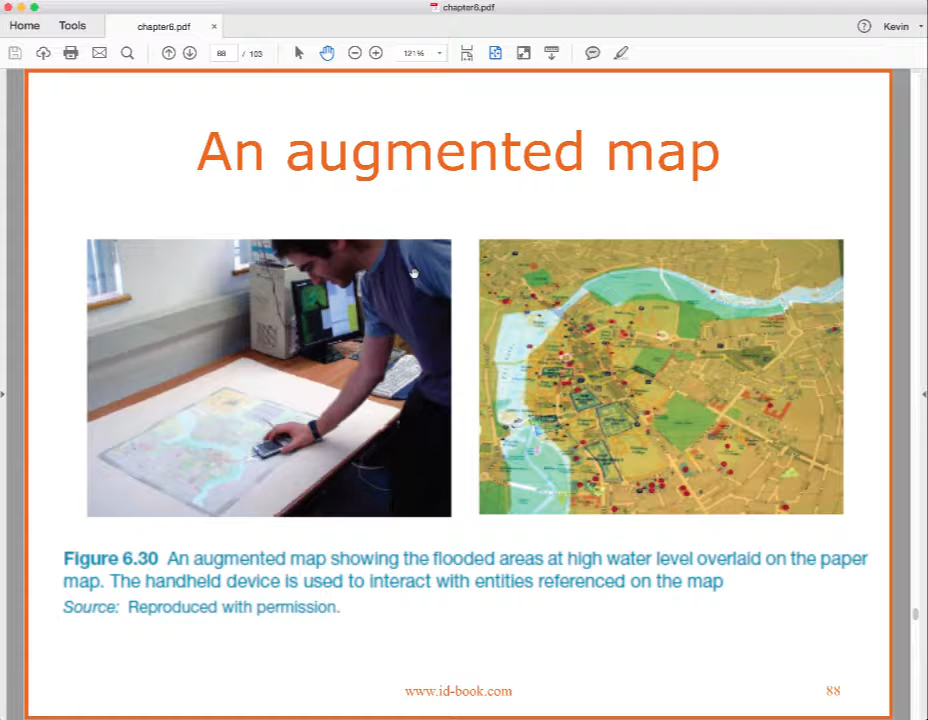 chapter6.pdf
Home Tools chapter6.pdf × Kevin
88 / 103 121%
An augmented map
Figure 6.30 An augmented map showing the flooded areas at high water level overlaid on the paper
map. The handheld device is used to interact with entities referenced on the map
Source: Reproduced with permission.
www.id-book.com 88